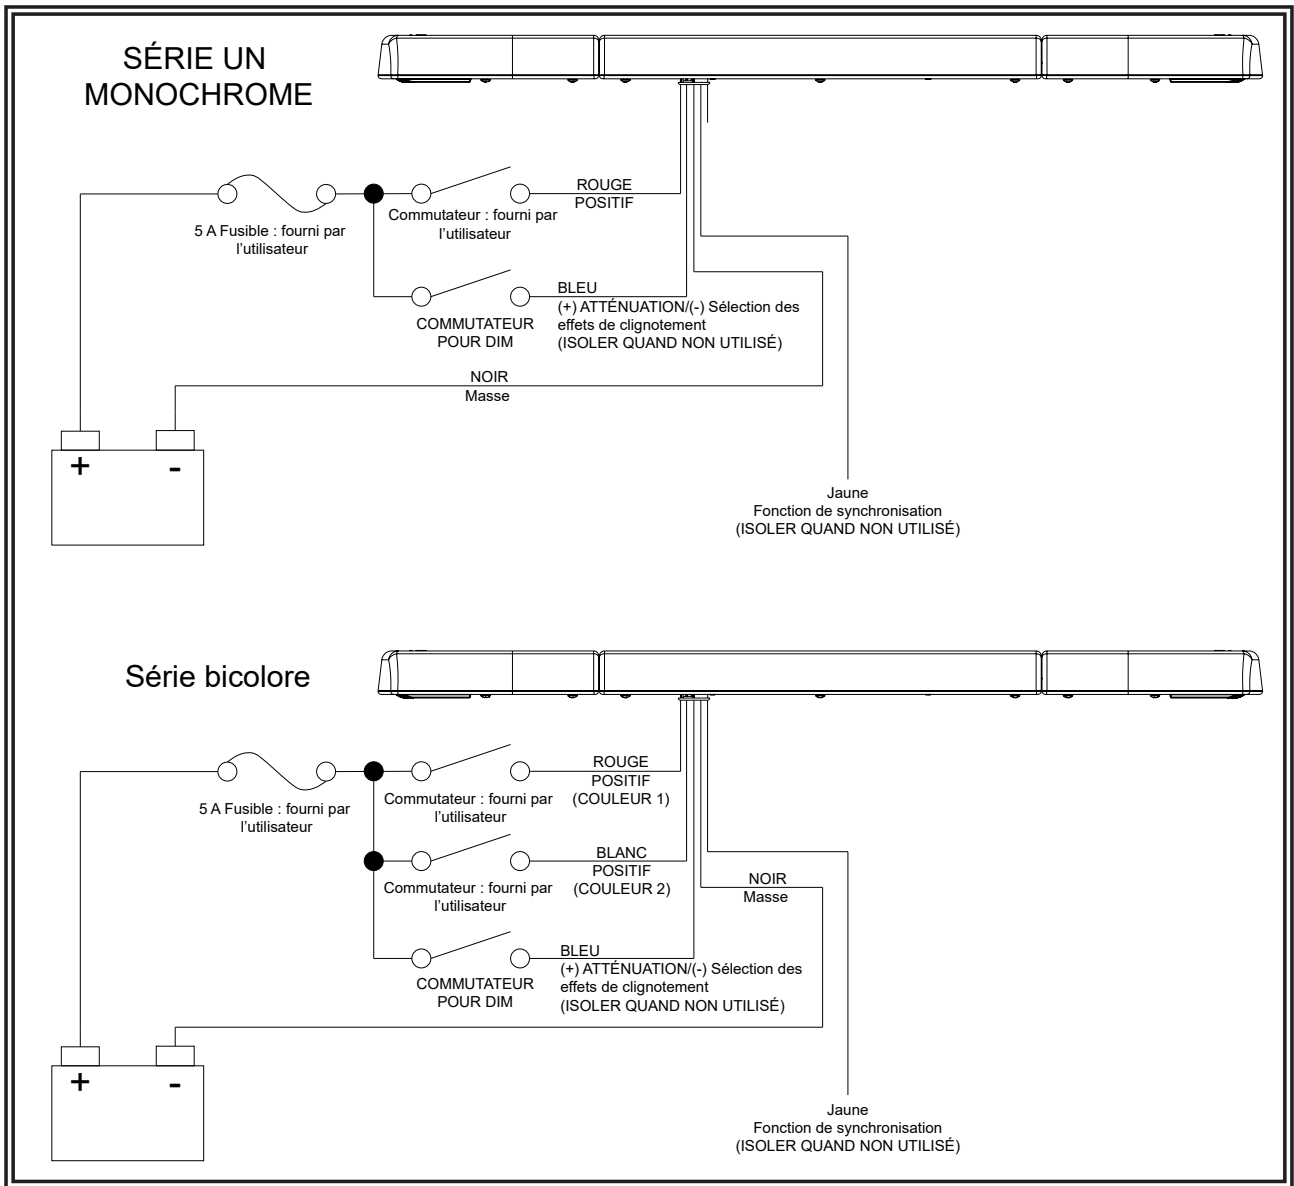 SÉRIE UN
MONOCHROME
ROUGE
POSITIF
Commutateur : fourni par
l'utilisateur
5 A Fusible : fourni par
l'utilisateur
BLEU
(+) ATTÉNUATION/(-) Sélection des
effets de clignotement
(ISOLER QUAND NON UTILISÉ)
COMMUTATEUR
POUR DIM
NOIR
Masse
+
-
Jaune
Fonction de synchronisation
(ISOLER QUAND NON UTILISÉ)
Série bicolore
ROUGE
POSITIF
(COULEUR 1)
Commutateur : fourni par
l'utilisateur
5 A Fusible : fourni par
l'utilisateur
BLANC
POSITIF
(COULEUR 2)
Commutateur : fourni par
l'utilisateur
NOIR
Masse
BLEU
(+) ATTÉNUATION/(-) Sélection des
effets de clignotement
(ISOLER QUAND NON UTILISÉ)
COMMUTATEUR
POUR DIM
+
-
Jaune
Fonction de synchronisation
(ISOLER QUAND NON UTILISÉ)